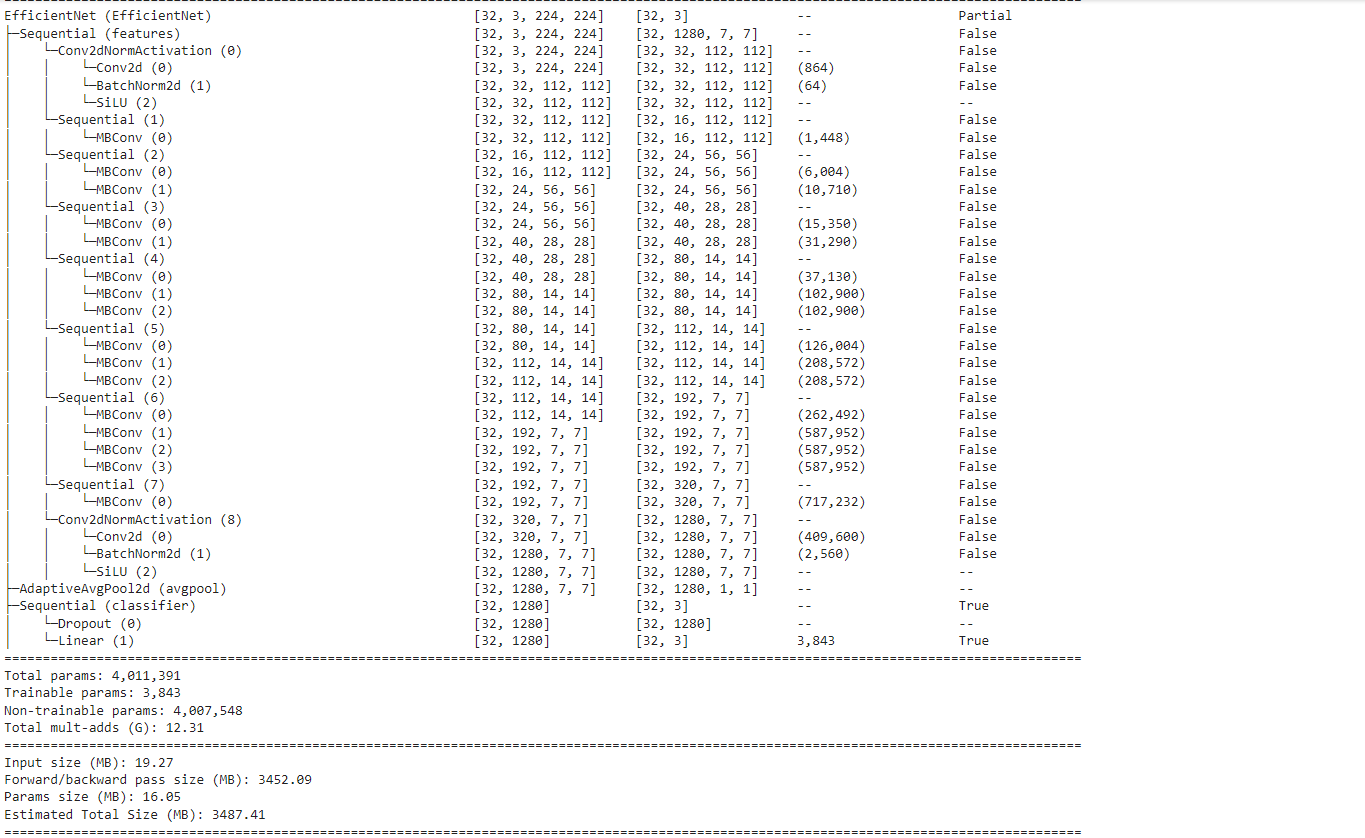 ============================================================================================================================================
EfficientNet (EfficientNet)                                  [32, 3, 224, 224]    [32, 3]              --                   Partial
├─Sequential (features)                                      [32, 3, 224, 224]    [32, 1280, 7, 7]     --                   False
│    └─Conv2dNormActivation (0)                              [32, 3, 224, 224]    [32, 32, 112, 112]   --                   False
│    │    └─Conv2d (0)                                       [32, 3, 224, 224]    [32, 32, 112, 112]   (864)                False
│    │    └─BatchNorm2d (1)                                  [32, 32, 112, 112]   [32, 32, 112, 112]   (64)                 False
│    │    └─SiLU (2)                                         [32, 32, 112, 112]   [32, 32, 112, 112]   --                   --
│    └─Sequential (1)                                        [32, 32, 112, 112]   [32, 16, 112, 112]   --                   False
│    │    └─MBConv (0)                                       [32, 32, 112, 112]   [32, 16, 112, 112]   (1,448)              False
│    └─Sequential (2)                                        [32, 16, 112, 112]   [32, 24, 56, 56]     --                   False
│    │    └─MBConv (0)                                       [32, 16, 112, 112]   [32, 24, 56, 56]     (6,004)              False
│    │    └─MBConv (1)                                       [32, 24, 56, 56]     [32, 24, 56, 56]     (10,710)             False
│    └─Sequential (3)                                        [32, 24, 56, 56]     [32, 40, 28, 28]     --                   False
│    │    └─MBConv (0)                                       [32, 24, 56, 56]     [32, 40, 28, 28]     (15,350)             False
│    │    └─MBConv (1)                                       [32, 40, 28, 28]     [32, 40, 28, 28]     (31,290)             False
│    └─Sequential (4)                                        [32, 40, 28, 28]     [32, 80, 14, 14]     --                   False
│    │    └─MBConv (0)                                       [32, 40, 28, 28]     [32, 80, 14, 14]     (37,130)             False
│    │    └─MBConv (1)                                       [32, 80, 14, 14]     [32, 80, 14, 14]     (102,900)            False
│    │    └─MBConv (2)                                       [32, 80, 14, 14]     [32, 80, 14, 14]     (102,900)            False
│    └─Sequential (5)                                        [32, 80, 14, 14]     [32, 112, 14, 14]    --                   False
│    │    └─MBConv (0)                                       [32, 80, 14, 14]     [32, 112, 14, 14]    (126,004)            False
│    │    └─MBConv (1)                                       [32, 112, 14, 14]    [32, 112, 14, 14]    (208,572)            False
│    │    └─MBConv (2)                                       [32, 112, 14, 14]    [32, 112, 14, 14]    (208,572)            False
│    └─Sequential (6)                                        [32, 112, 14, 14]    [32, 192, 7, 7]      --                   False
│    │    └─MBConv (0)                                       [32, 112, 14, 14]    [32, 192, 7, 7]      (262,492)            False
│    │    └─MBConv (1)                                       [32, 192, 7, 7]      [32, 192, 7, 7]      (587,952)            False
│    │    └─MBConv (2)                                       [32, 192, 7, 7]      [32, 192, 7, 7]      (587,952)            False
│    │    └─MBConv (3)                                       [32, 192, 7, 7]      [32, 192, 7, 7]      (587,952)            False
│    └─Sequential (7)                                        [32, 192, 7, 7]      [32, 320, 7, 7]      --                   False
│    │    └─MBConv (0)                                       [32, 192, 7, 7]      [32, 320, 7, 7]      (717,232)            False
│    └─Conv2dNormActivation (8)                              [32, 320, 7, 7]      [32, 1280, 7, 7]     --                   False
│    │    └─Conv2d (0)                                       [32, 320, 7, 7]      [32, 1280, 7, 7]     (409,600)            False
│    │    └─BatchNorm2d (1)                                  [32, 1280, 7, 7]     [32, 1280, 7, 7]     (2,560)              False
│    │    └─SiLU (2)                                         [32, 1280, 7, 7]     [32, 1280, 7, 7]     --                   --
├─AdaptiveAvgPool2d (avgpool)                                [32, 1280, 7, 7]     [32, 1280, 1, 1]     --                   --
├─Sequential (classifier)                                    [32, 1280]           [32, 3]              --                   True
│    └─Dropout (0)                                           [32, 1280]           [32, 1280]           --                   --
│    └─Linear (1)                                            [32, 1280]           [32, 3]              3,843                True
============================================================================================================================================
Total params: 4,011,391
Trainable params: 3,843
Non-trainable params: 4,007,548
Total mult-adds (G): 12.31
============================================================================================================================================
Input size (MB): 19.27
Forward/backward pass size (MB): 3452.09
Params size (MB): 16.05
Estimated Total Size (MB): 3487.41
============================================================================================================================================